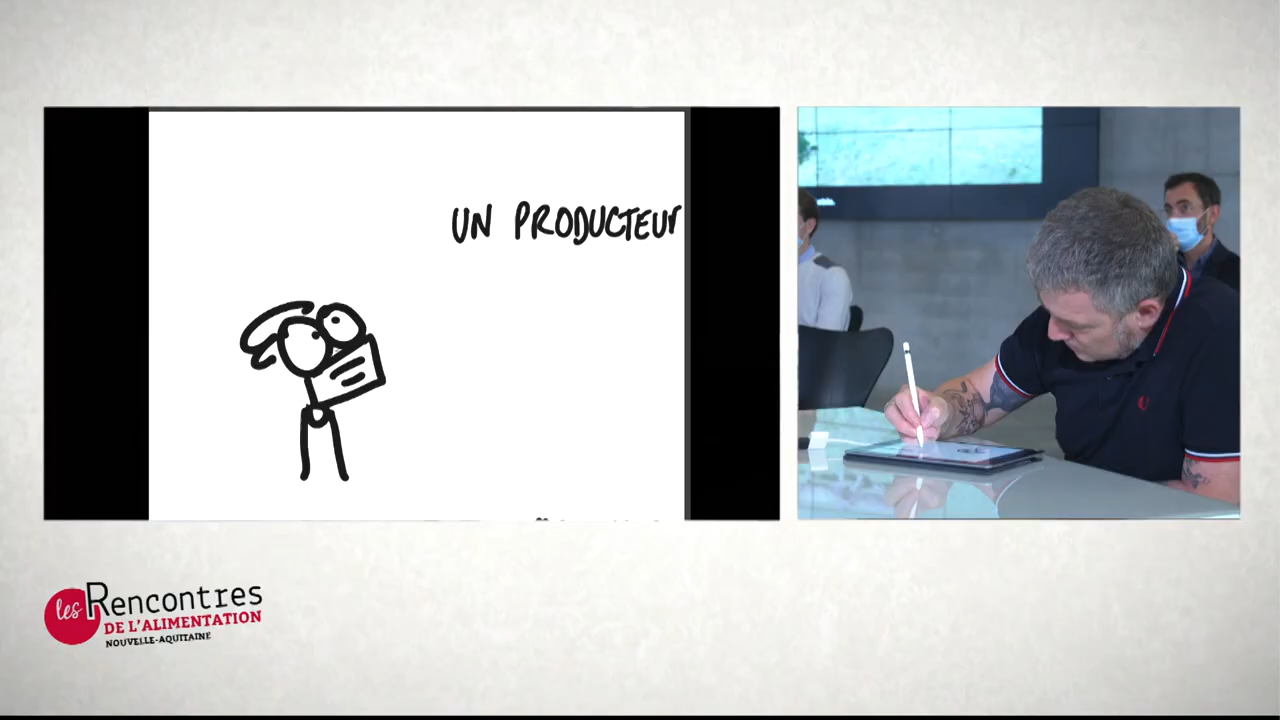 UN PRODUCTEUR
les Rencontres
DE L'ALIMENTATION
NOUVELLE-AQUITAINE